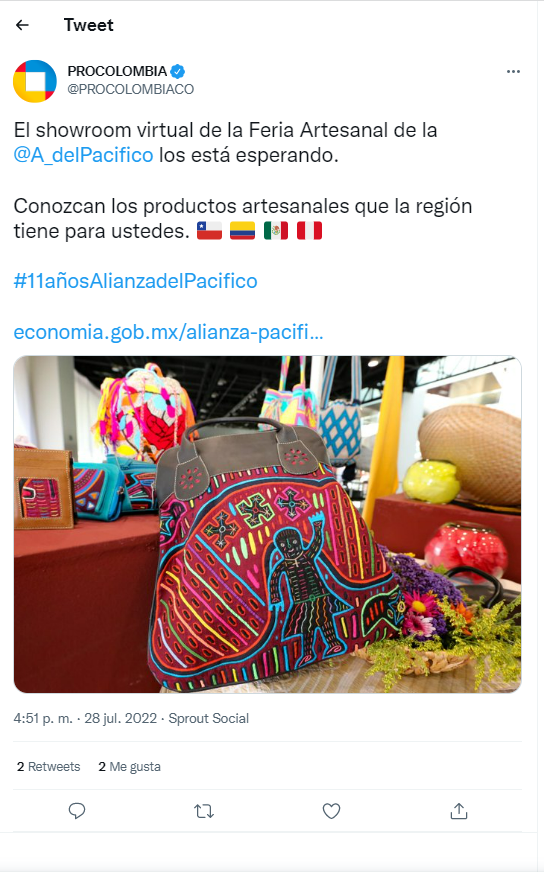 Tweet
PROCOLOMBIA
@PROCOLOMBIACO
El showroom virtual de la Feria Artesanal de la
@A_delPacifico los está esperando.
Conozcan los productos artesanales que la región
tiene para ustedes. 🇨🇱 🇨🇴 🇲🇽 🇵🇪
#11añosAlianzadelPacifico
economia.gob.mx/alianza-pacifi...
4:51 p. m. · 28 jul. 2022 · Sprout Social
2 Retweets 2 Me gusta